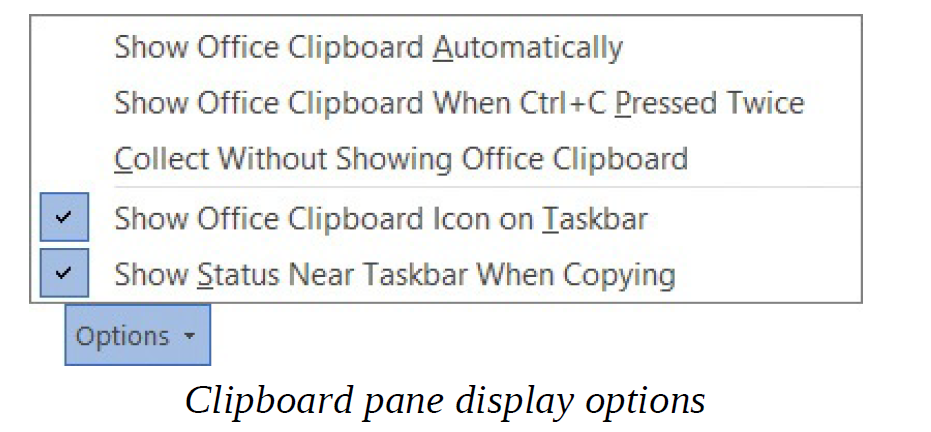 Show Office Clipboard Automatically
Show Office Clipboard When Ctrl+C Pressed Twice
Collect Without Showing Office Clipboard
Show Office Clipboard Icon on Taskbar
Show Status Near Taskbar When Copying
Options
Clipboard pane display options